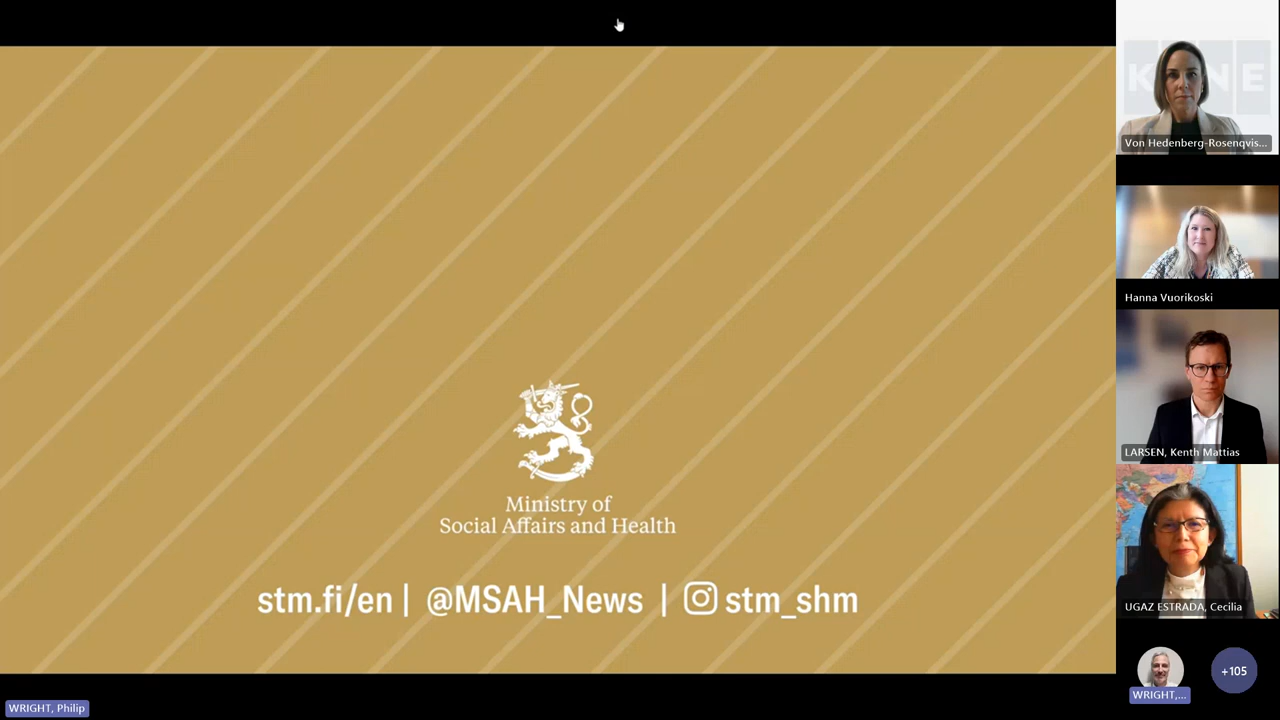 Ministry of
Social Affairs and Health
stm.fi/en | @MSAH_News | stm_shm
WRIGHT, Philip
K NE
Von Hedenberg-Rosenqvis...
Hanna Vuorikoski
LARSEN, Kenth Mattias
UGAZ ESTRADA, Cecilia
WRIGHT,...
+105